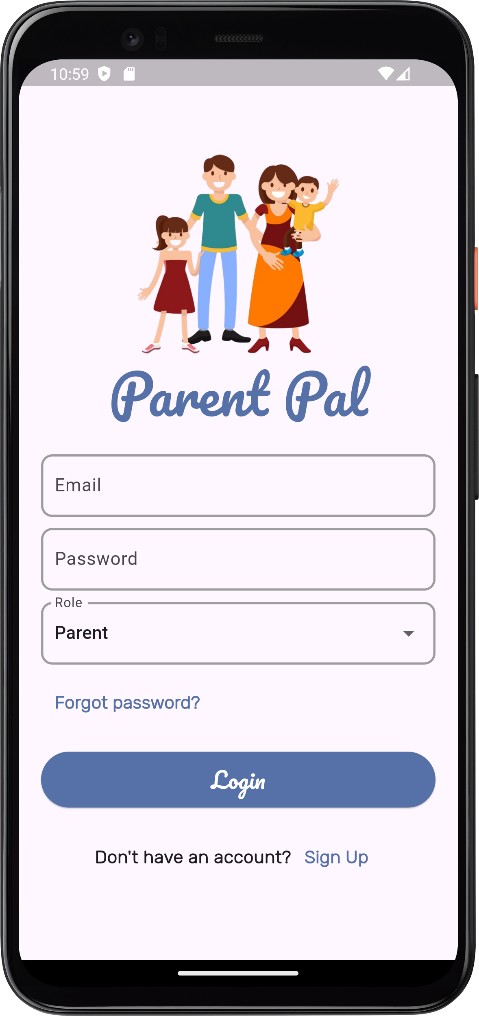 10:59
Parent Pal
Email
Password
Role
Parent
Forgot password?
Login
Don't have an account? Sign Up